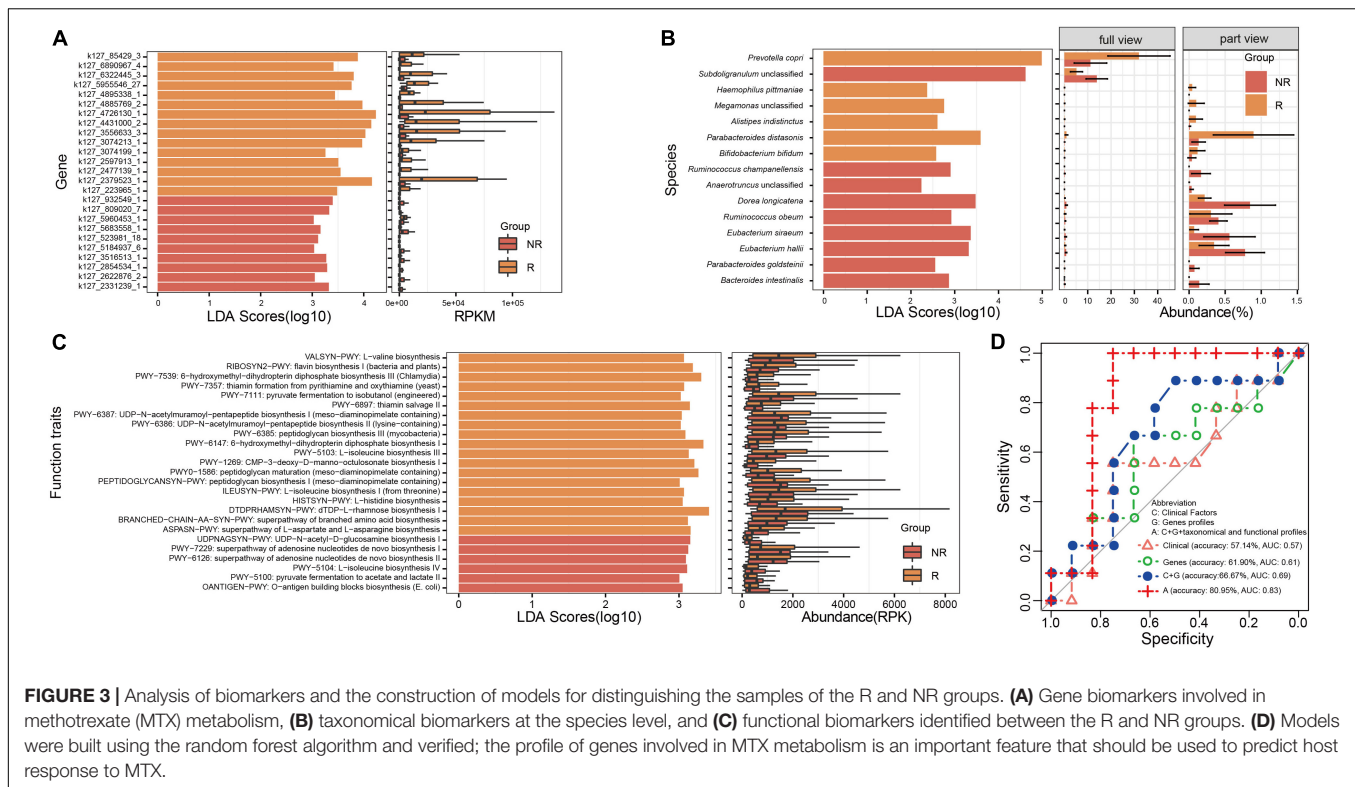 A
Gene
k127_85429_3
k127_6890967_4
k127_6322445_3
k127_5955546_27
k127_4895338_1
k127_4885769_2
k127_4726130_1
k127_4431000_2
k127_3556633_3
k127_3074213_1
k127_3074199_1
k127_2597913_1
k127_2477139_1
k127_2379523_1
k127_223965_1
k127_932549_1
k127_809020_7
k127_5960453_1
k127_5683558_1
k127_523981_18
k127_5184937_6
k127_3516513_1
k127_2854534_1
k127_2622876_2
k127_2331239_1
0 1 2 3 4
LDA Scores(log10)
Group
NR
R
0 5e+04 1e+05
RPKM
B
Species
Prevotella copri
Subdoligranulum unclassified
Haemophilus pittmaniae
Megamonas unclassified
Alistipes indistinctus
Parabacteroides distasonis
Bifidobacterium bifidum
Ruminococcus champanellensis
Anaerotruncus unclassified
Dorea longicatena
Ruminococcus obeum
Eubacterium siraeum
Eubacterium hallii
Parabacteroides goldsteinii
Bacteroides intestinalis
0 1 2 3 4 5
LDA Scores(log10)
full view
part view
Group
NR
R
0 20 40
0.0 0.5 1.0 1.5
Abundance(%)
C
Function traits
VALSYN-PWY: L-valine biosynthesis
RIBOSYN2-PWY: flavin biosynthesis I (bacteria and plants)
PWY-7539: 6-hydroxymethyl-dihydropterin diphosphate biosynthesis III (Chlamydia)
PWY-7357: thiamin formation from pyrithiamine and oxythiamine (yeast)
PWY-7111: pyruvate fermentation to isobutanol (engineered)
PWY-6897: thiamin salvage II
PWY-6387: UDP-N-acetylmuramoyl-pentapeptide biosynthesis I (meso-diaminopimelate containing)
PWY-6386: UDP-N-acetylmuramoyl-pentapeptide biosynthesis II (lysine-containing)
PWY-6385: peptidoglycan biosynthesis III (mycobacteria)
PWY-6147: 6-hydroxymethyl-dihydropterin diphosphate biosynthesis I
PWY-5103: L-isoleucine biosynthesis III
PWY-1269: CMP-3-deoxy-D-manno-octulosonate biosynthesis I
PWY0-1586: peptidoglycan maturation (meso-diaminopimelate containing)
PEPTIDOGLYCANSYN-PWY: peptidoglycan biosynthesis I (meso-diaminopimelate containing)
ILEUSYN-PWY: L-isoleucine biosynthesis I (from threonine)
HISTSYN-PWY: L-histidine biosynthesis
DTDPRHAMSYN-PWY: dTDP-L-rhamnose biosynthesis I
BRANCHED-CHAIN-AA-SYN-PWY: superpathway of branched amino acid biosynthesis
ASPASN-PWY: superpathway of L-aspartate and L-asparagine biosynthesis
UDPNAGSYN-PWY: UDP-N-acetyl-D-glucosamine biosynthesis I
PWY-7229: superpathway of adenosine nucleotides de novo biosynthesis I
PWY-6126: superpathway of adenosine nucleotides de novo biosynthesis II
PWY-5104: L-isoleucine biosynthesis IV
PWY-5100: pyruvate fermentation to acetate and lactate II
OANTIGEN-PWY: O-antigen building blocks biosynthesis (E. coli)
0 1 2 3
LDA Scores(log10)
Group
NR
R
0 2000 4000 6000 8000
Abundance(RPK)
D
Sensitivity
1.0
0.8
0.6
0.4
0.2
0.0
Abbreviation
C: Clinical Factors
G: Genes profiles
A: C+G+taxonomical and functional profiles
Clinical (accuracy: 57.14%, AUC: 0.57)
Genes (accuracy: 61.90%, AUC: 0.61)
C+G (accuracy:66.67%, AUC: 0.69)
A (accuracy: 80.95%, AUC: 0.83)
1.0 0.8 0.6 0.4 0.2 0.0
Specificity
FIGURE 3 | Analysis of biomarkers and the construction of models for distinguishing the samples of the R and NR groups. (A) Gene biomarkers involved in
methotrexate (MTX) metabolism, (B) taxonomical biomarkers at the species level, and (C) functional biomarkers identified between the R and NR groups. (D) Models
were built using the random forest algorithm and verified; the profile of genes involved in MTX metabolism is an important feature that should be used to predict host
response to MTX.